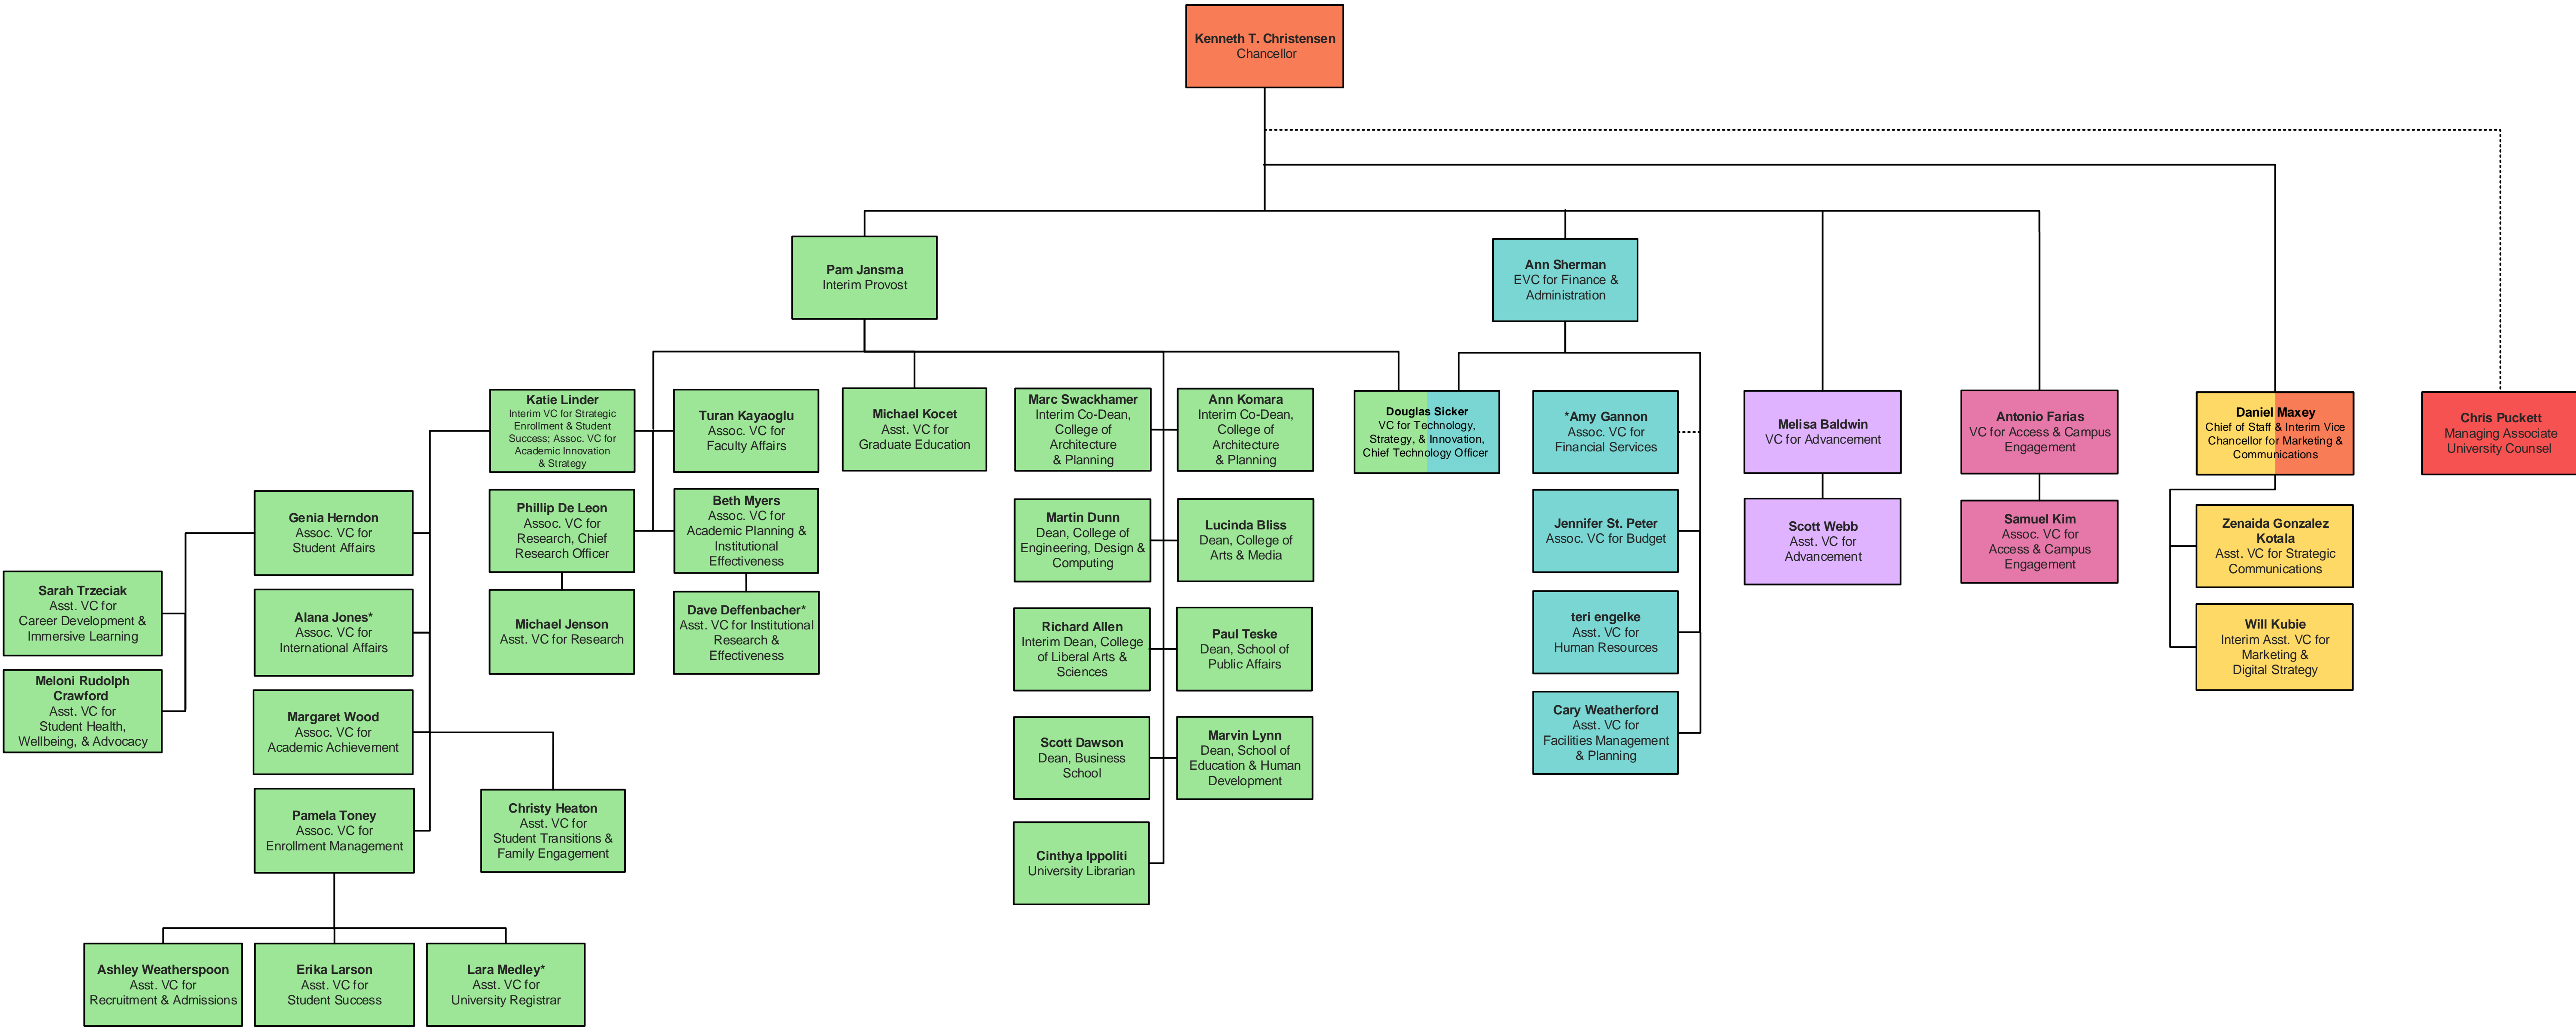 Kenneth T. Christensen
Chancellor
Pam Jansma
Interim Provost
Ann Sherman
EVC for Finance &
Administration
Katie Linder
Interim VC for Strategic
Enrollment & Student
Success; Assoc. VC for
Academic Innovation
& Strategy
Turan Kayaoglu
Assoc. VC for
Faculty Affairs
Michael Kocet
Asst. VC for
Graduate Education
Marc Swackhamer
Interim Co-Dean,
College of
Architecture
& Planning
Ann Komara
Interim Co-Dean,
College of
Architecture
& Planning
Douglas Sicker
VC for Technology,
Strategy, & Innovation,
Chief Technology Officer
*Amy Gannon
Assoc. VC for
Financial Services
Melisa Baldwin
VC for Advancement
Antonio Farias
VC for Access & Campus
Engagement
Daniel Maxey
Chief of Staff & Interim Vice
Chancellor for Marketing &
Communications
Chris Puckett
Managing Associate
University Counsel
Genia Herndon
Assoc. VC for
Student Affairs
Phillip De Leon
Assoc. VC for
Research, Chief
Research Officer
Beth Myers
Assoc. VC for
Academic Planning &
Institutional
Effectiveness
Martin Dunn
Dean, College of
Engineering, Design &
Computing
Lucinda Bliss
Dean, College of
Arts & Media
Jennifer St. Peter
Assoc. VC for Budget
Scott Webb
Asst. VC for
Advancement
Samuel Kim
Assoc. VC for
Access & Campus
Engagement
Zenaida Gonzalez
Kotala
Asst. VC for Strategic
Communications
Sarah Trzeciak
Asst. VC for
Career Development &
Immersive Learning
Alana Jones*
Assoc. VC for
International Affairs
Michael Jenson
Asst. VC for Research
Dave Deffenbacher*
Asst. VC for Institutional
Research &
Effectiveness
Richard Allen
Interim Dean, College
of Liberal Arts &
Sciences
Paul Teske
Dean, School of
Public Affairs
teri engelke
Asst. VC for
Human Resources
Will Kubie
Interim Asst. VC for
Marketing &
Digital Strategy
Meloni Rudolph
Crawford
Asst. VC for
Student Health,
Wellbeing, & Advocacy
Margaret Wood
Assoc. VC for
Academic Achievement
Scott Dawson
Dean, Business
School
Marvin Lynn
Dean, School of
Education & Human
Development
Cary Weatherford
Asst. VC for
Facilities Management
& Planning
Pamela Toney
Assoc. VC for
Enrollment Management
Christy Heaton
Asst. VC for
Student Transitions &
Family Engagement
Cinthya Ippoliti
University Librarian
Ashley Weatherspoon
Asst. VC for
Recruitment & Admissions
Erika Larson
Asst. VC for
Student Success
Lara Medley*
Asst. VC for
University Registrar